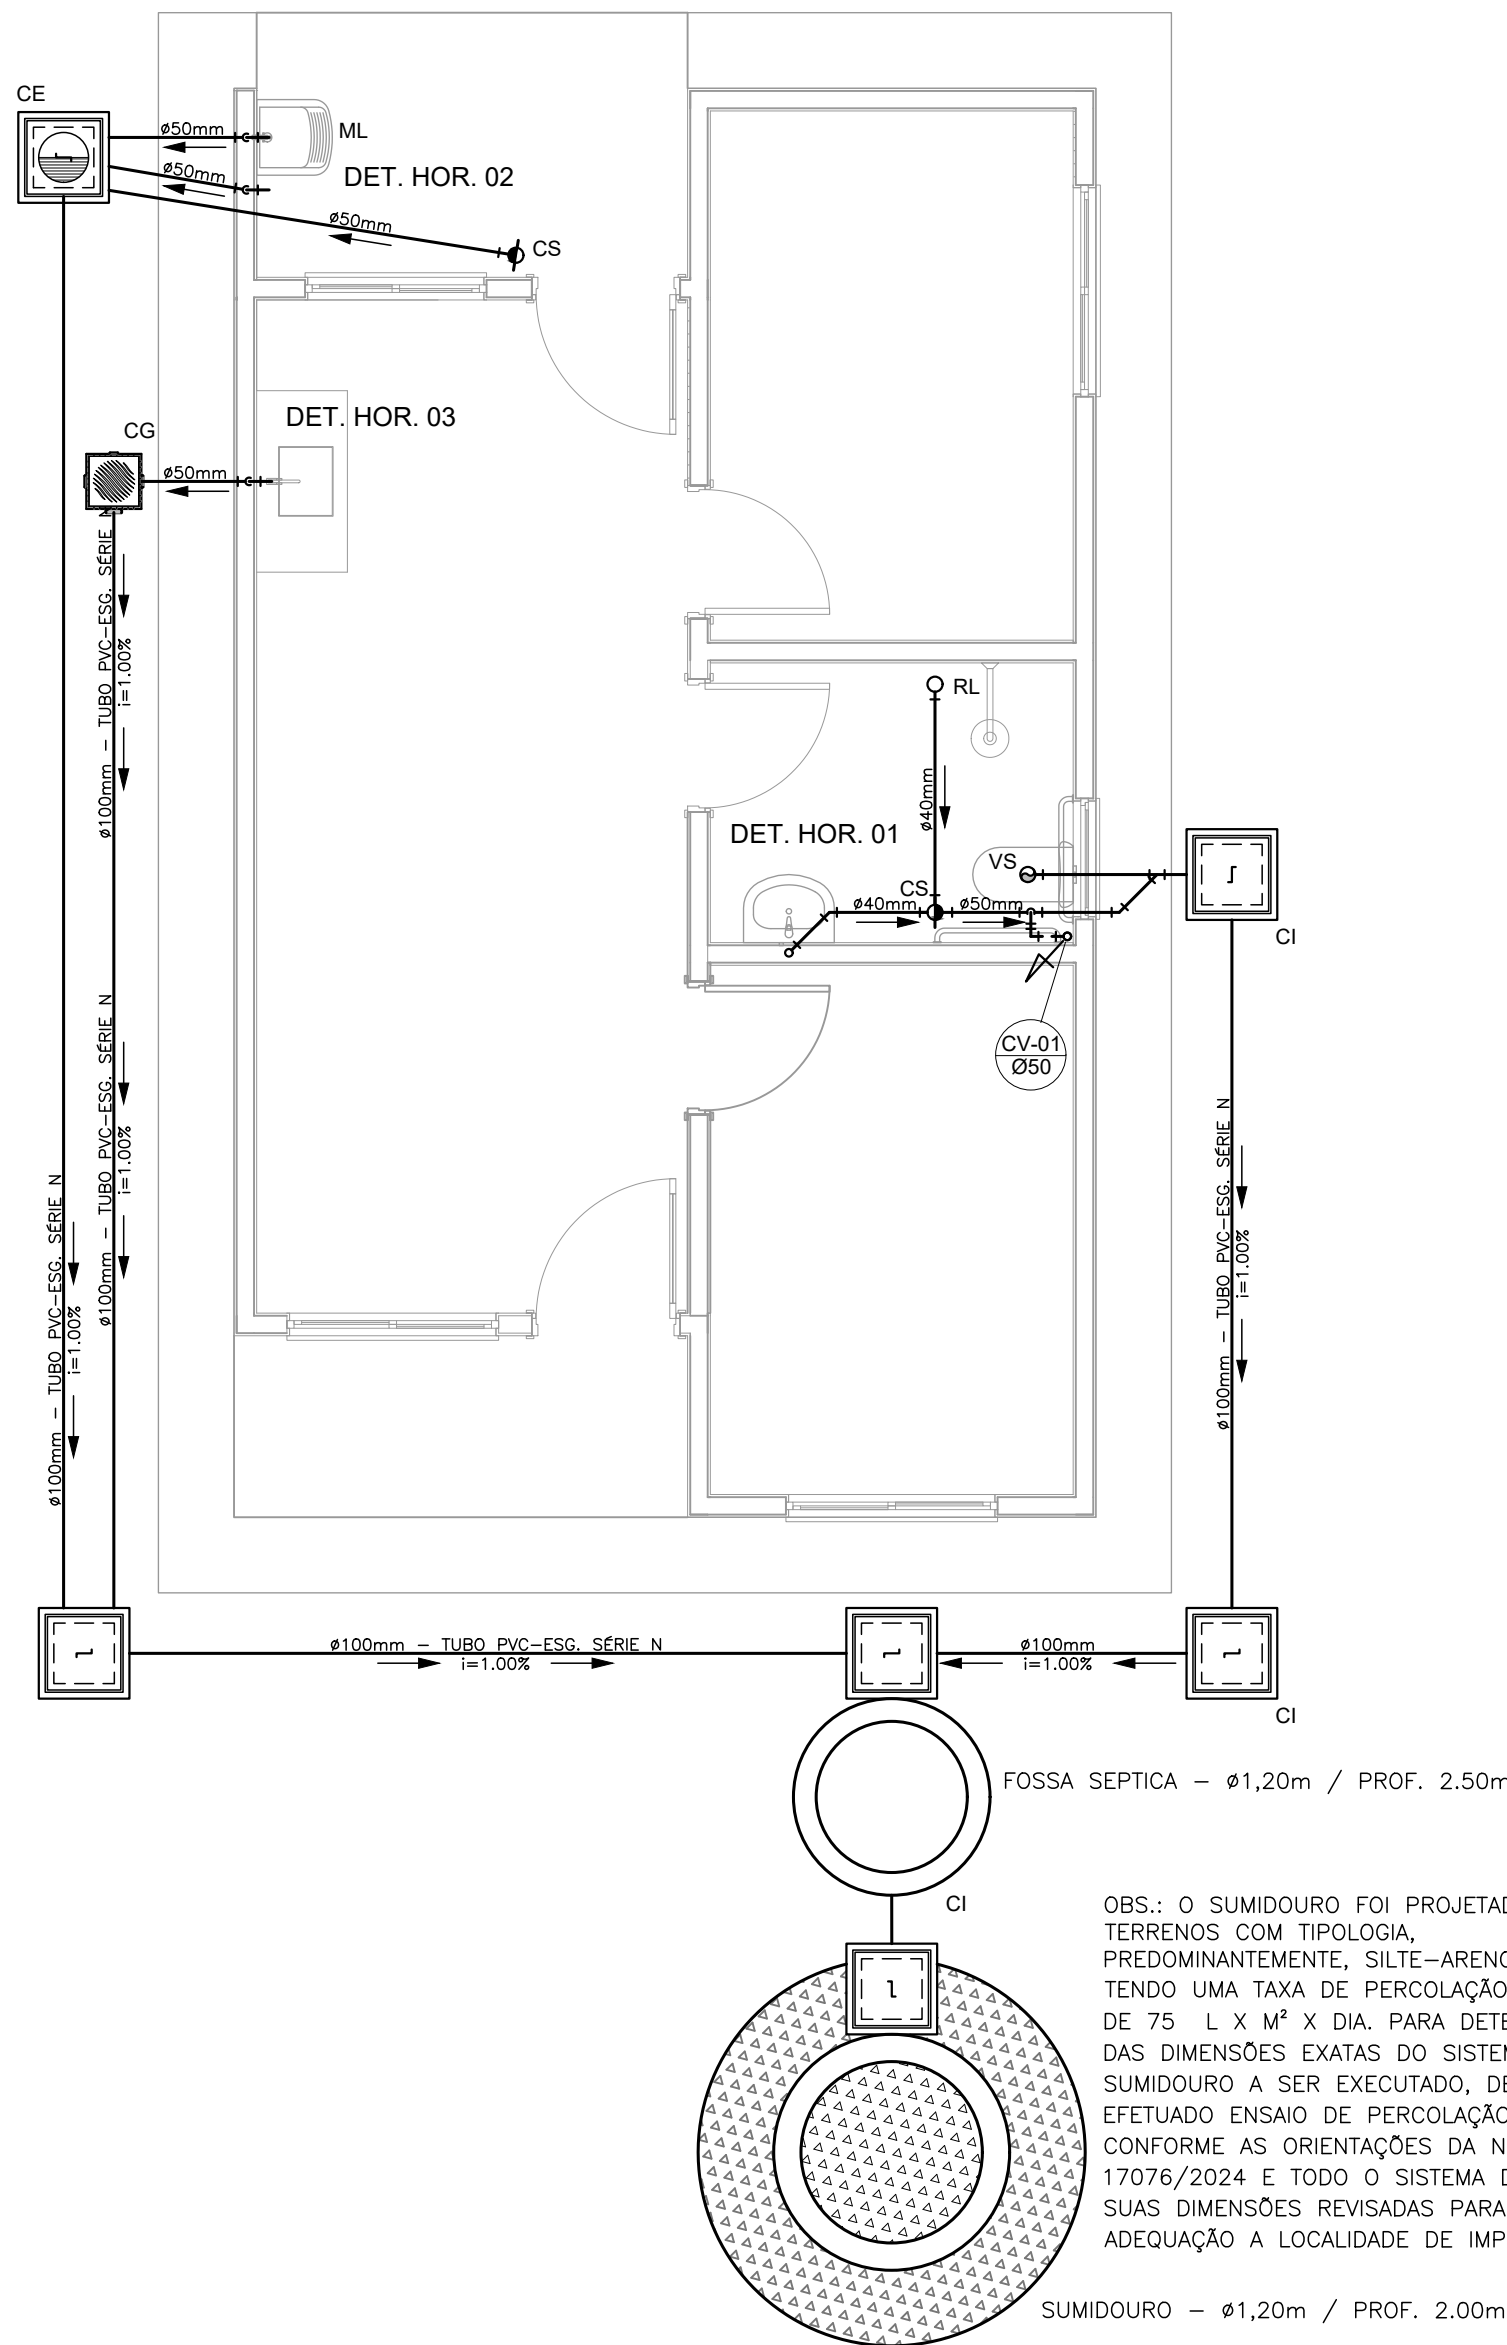 CE
ø50mm
ML
ø50mm
DET. HOR. 02
ø50mm
CS
DET. HOR. 03
CG
ø50mm
ø100mm – TUBO PVC–ESG. SÉRIE N
i=1.00%
RL
ø40mm
DET. HOR. 01
VS
CS
ø40mm
ø50mm
CI
CV-01
Ø50
ø100mm – TUBO PVC–ESG. SÉRIE N
i=1.00%
ø100mm – TUBO PVC–ESG. SÉRIE N
i=1.00%
ø100mm – TUBO PVC–ESG. SÉRIE N
i=1.00%
ø100mm – TUBO PVC–ESG. SÉRIE N
i=1.00%
ø100mm
i=1.00%
CI
FOSSA SEPTICA – ø1,20m / PROF. 2.50m
CI
OBS.: O SUMIDOURO FOI PROJETAD
TERRENOS COM TIPOLOGIA,
PREDOMINANTEMENTE, SILTE–ARENO
TENDO UMA TAXA DE PERCOLAÇÃO
DE 75 L X M² X DIA. PARA DETE
DAS DIMENSÕES EXATAS DO SISTEM
SUMIDOURO A SER EXECUTADO, DE
EFETUADO ENSAIO DE PERCOLAÇÃO
CONFORME AS ORIENTAÇÕES DA N
17076/2024 E TODO O SISTEMA D
SUAS DIMENSÕES REVISADAS PARA
ADEQUAÇÃO A LOCALIDADE DE IMP
SUMIDOURO – ø1,20m / PROF. 2.00m